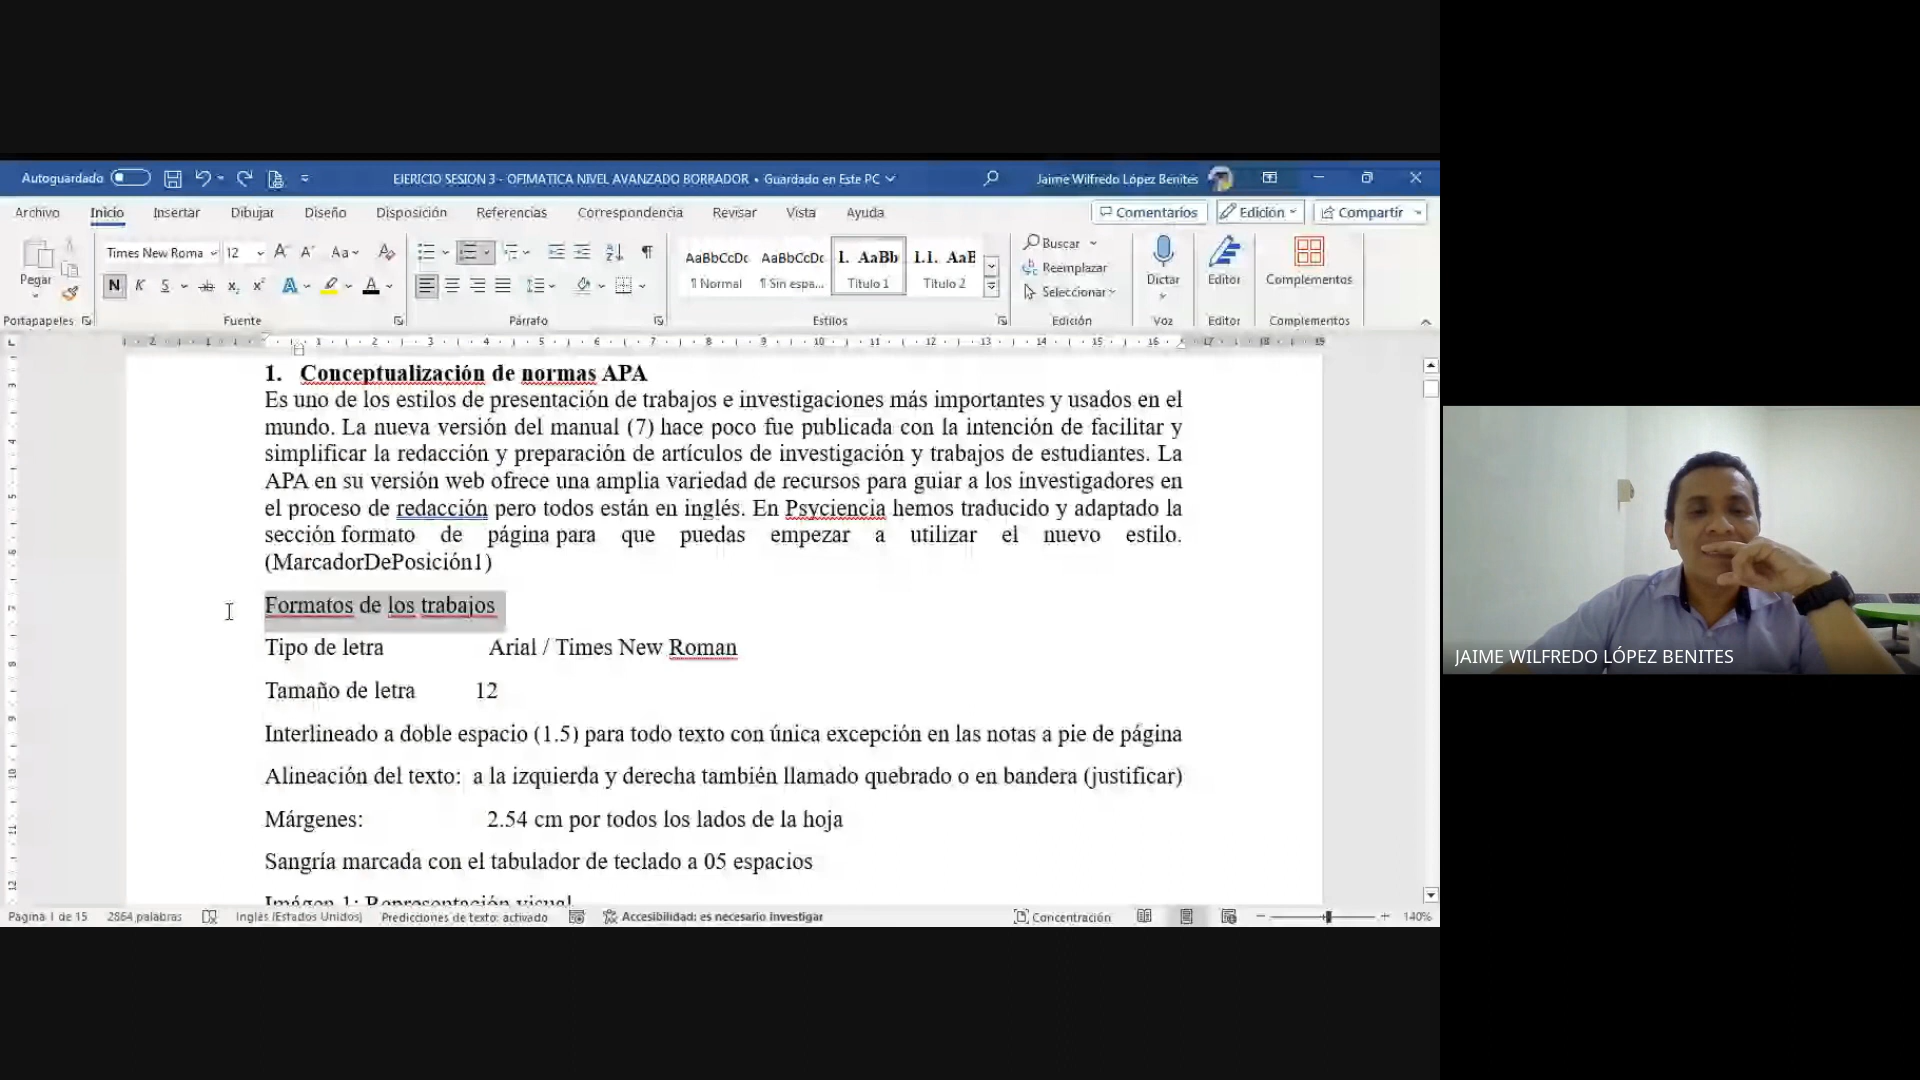 Autoguardado
EJERICIO SESION 3 - OFIMATICA NIVEL AVANZADO BORRADOR • Guardado en Este PC
Jaime Wilfredo López Benites
Archivo Inicio Insertar Dibujar Diseño Disposición Referencias Correspondencia Revisar Vista Ayuda
Comentarios Edición Compartir
Pegar
Portapapeles
Times New Roma 12
N K S
Fuente
Párrafo
AaBbCcDc AaBbCcDc 1. AaBb 1.1. AaB
¶ Normal ¶ Sin espa... Título 1 Título 2
Estilos
Buscar
Reemplazar
Seleccionar
Edición
Dictar
Voz
Editor
Editor
Complementos
Complementos
1. Conceptualización de normas APA
Es uno de los estilos de presentación de trabajos e investigaciones más importantes y usados en el
mundo. La nueva versión del manual (7) hace poco fue publicada con la intención de facilitar y
simplificar la redacción y preparación de artículos de investigación y trabajos de estudiantes. La
APA en su versión web ofrece una amplia variedad de recursos para guiar a los investigadores en
el proceso de redacción pero todos están en inglés. En Psyciencia hemos traducido y adaptado la
sección formato de página para que puedas empezar a utilizar el nuevo estilo.
(MarcadorDePosición1)
Formatos de los trabajos
Tipo de letra Arial / Times New Roman
Tamaño de letra 12
Interlineado a doble espacio (1.5) para todo texto con única excepción en las notas a pie de página
Alineación del texto: a la izquierda y derecha también llamado quebrado o en bandera (justificar)
Márgenes: 2.54 cm por todos los lados de la hoja
Sangría marcada con el tabulador de teclado a 05 espacios
Imágen 1: Representación visual
Página 1 de 15 2864 palabras Inglés (Estados Unidos) Predicciones de texto: activado Accesibilidad: es necesario investigar Concentración 140%
JAIME WILFREDO LÓPEZ BENITES